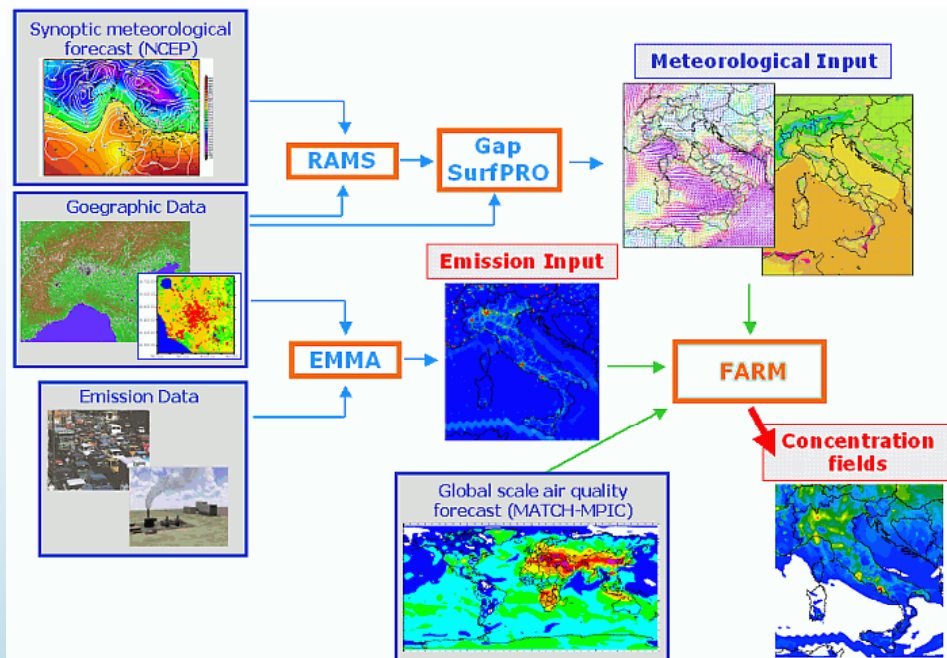 Synoptic meteorological
forecast (NCEP)
Meteorological Input
RAMS
Gap
SurfPRO
Goegraphic Data
Emission Input
EMMA
FARM
Emission Data
Concentration
fields
Global scale air quality
forecast (MATCH-MPIC)